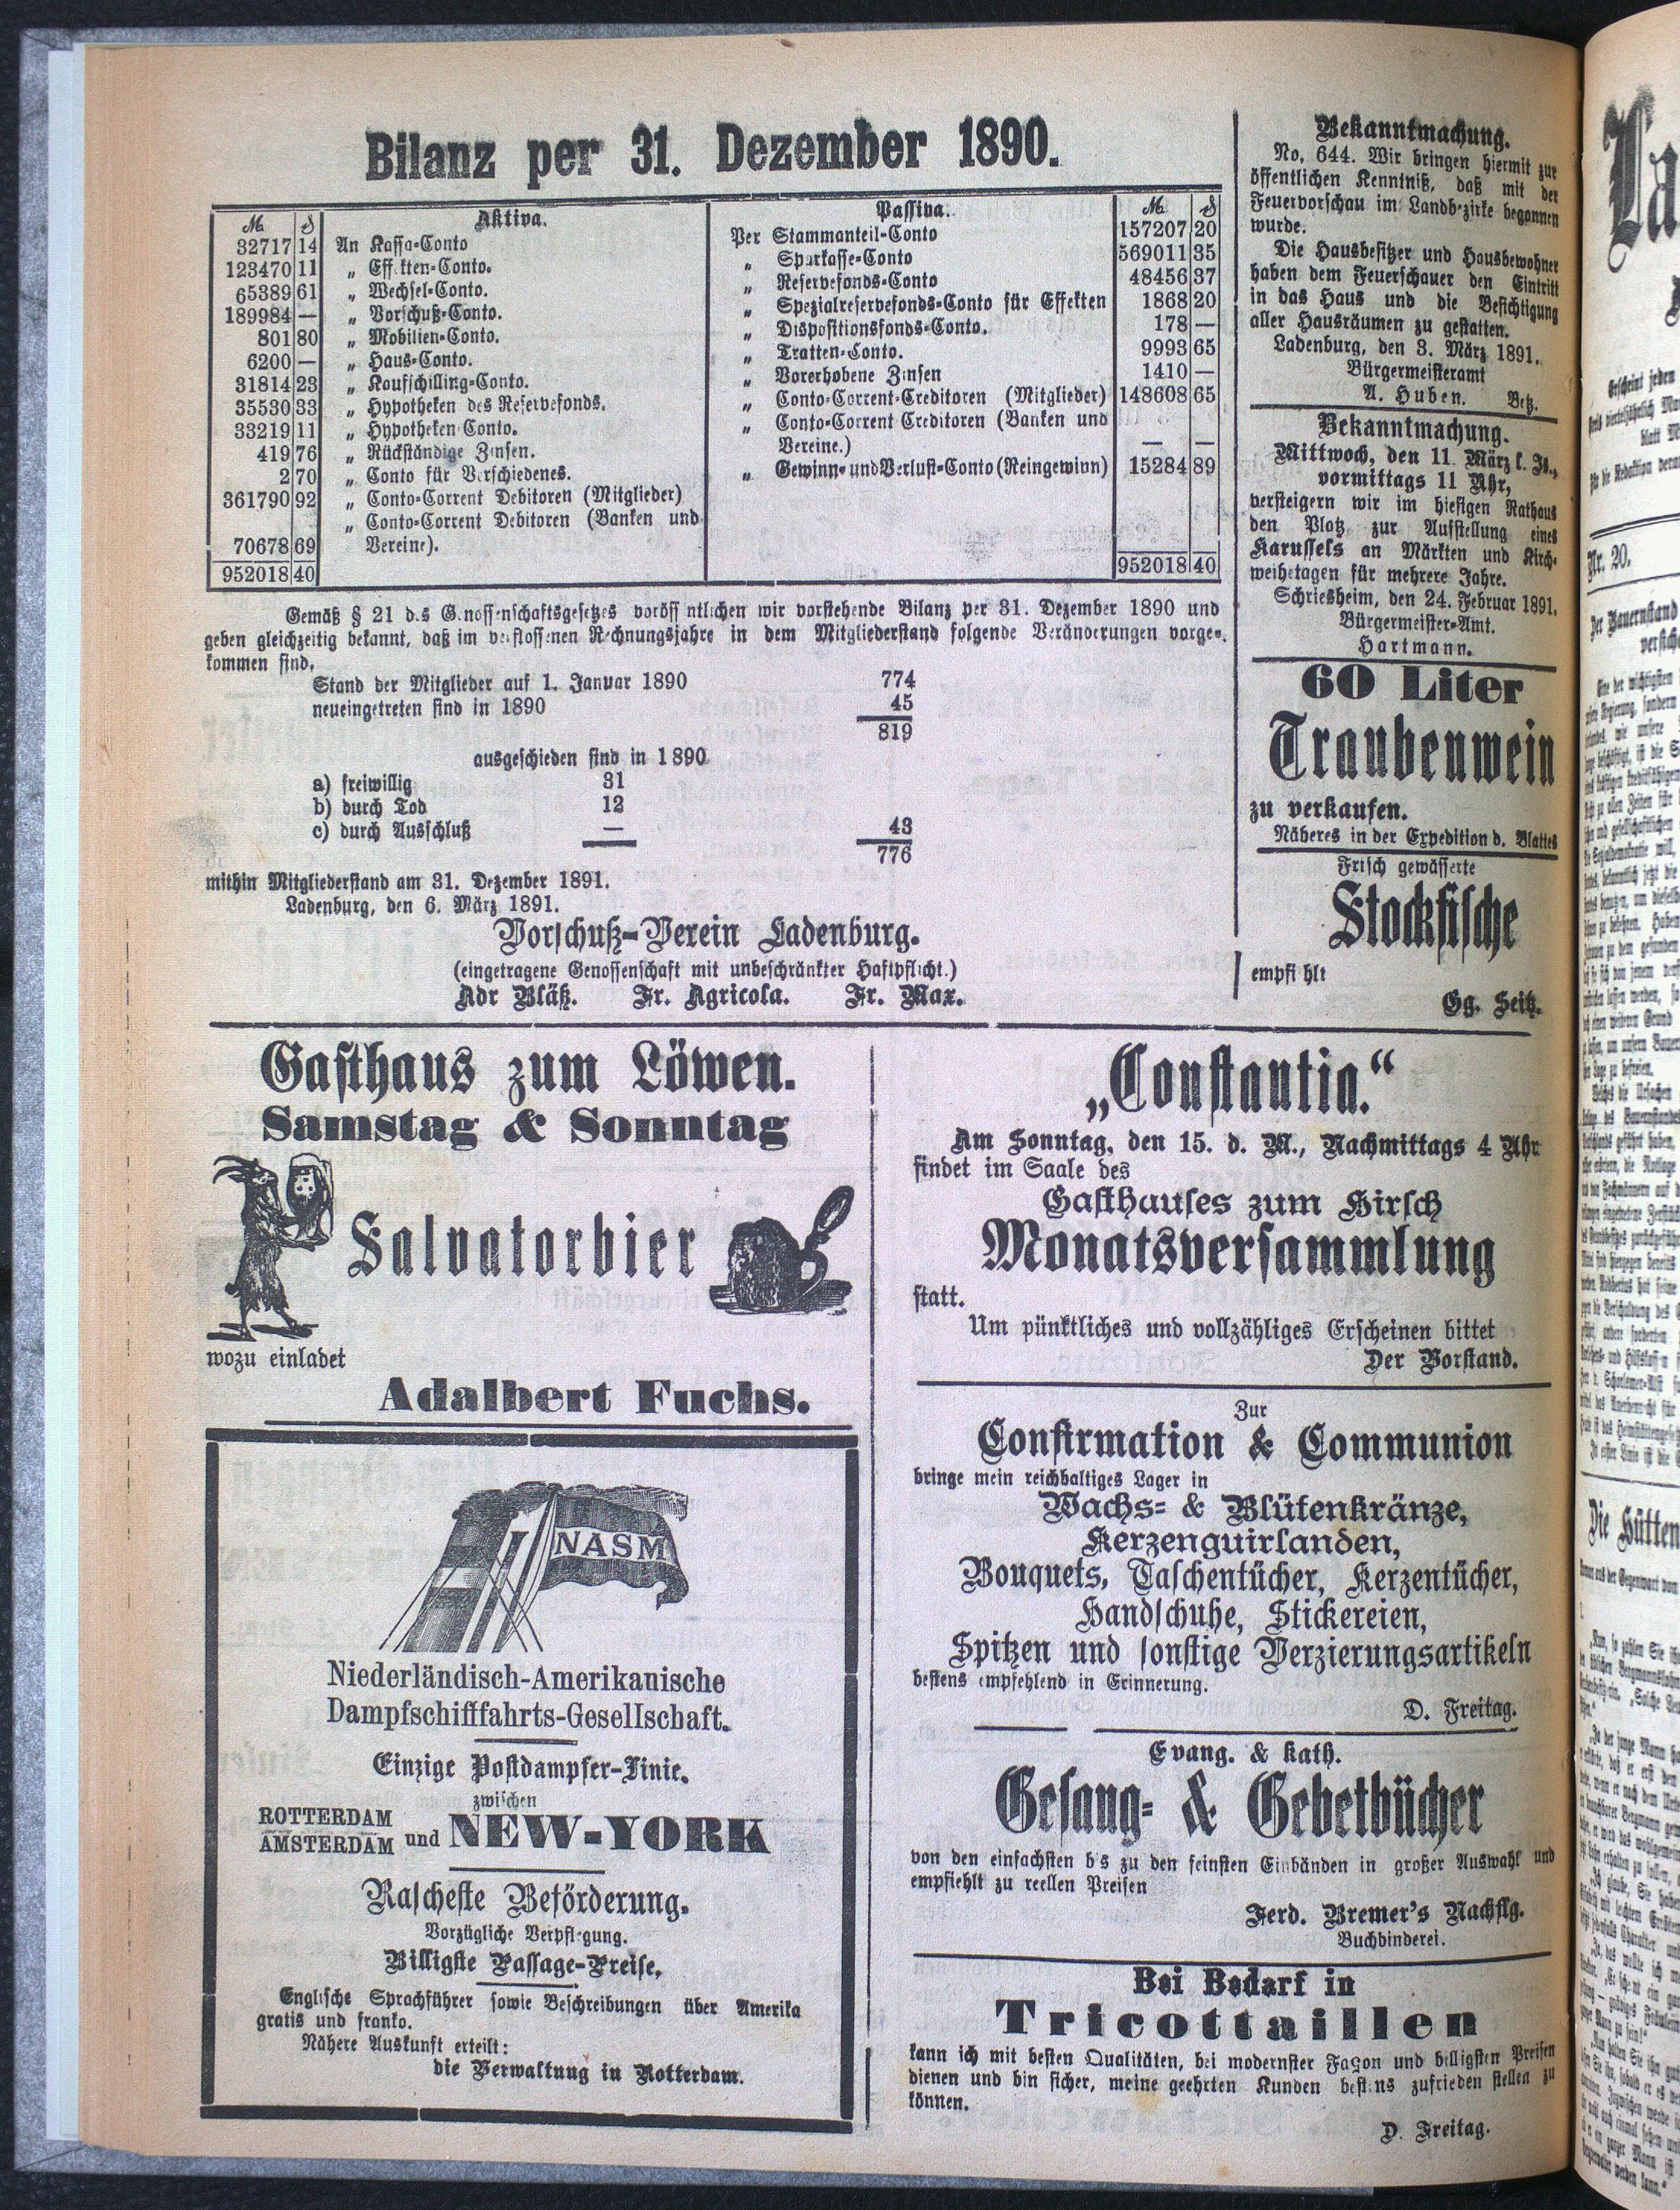 Bilanz per 31. Dezember 1890.
M. ₰ Aktiva.
32717 14 An Kassa-Conto
123470 11 „ Effekten-Conto.
65389 61 „ Wechsel-Conto.
189984 — „ Vorschuß-Conto.
801 80 „ Mobilien-Conto.
6200 — „ Haus-Conto.
31814 23 „ Kaufschilling-Conto.
35530 33 „ Hypotheken des Reservefonds.
33219 11 „ Hypotheken-Conto.
419 76 „ Rückständige Zinsen.
2 70 „ Conto für Verschiedenes.
361790 92 „ Conto-Corrent Debitoren (Mitglieder)
„ Conto-Corrent Debitoren (Banken und
70678 69 Vereine).
952018 40
Passiva. M. ₰
Per Stammanteil-Conto 157207 20
„ Sparkasse-Conto 569011 35
„ Reservefonds-Conto 48456 37
„ Spezialreservefonds-Conto für Effekten 1868 20
„ Dispositionsfonds-Conto. 178 —
„ Tratten-Conto. 9993 65
„ Vorerhobene Zinsen 1410 —
„ Conto-Corrent-Creditoren (Mitglieder) 148608 65
„ Conto-Corrent Creditoren (Banken und
Vereine.) — —
„ Gewinn- und Verlust-Conto (Reingewinn) 15284 89
952018 40
Gemäß § 21 des Genossenschaftsgesetzes veröffentlichen wir vorstehende Bilanz per 31. Dezember 1890 und
geben gleichzeitig bekannt, daß im verflossenen Rechnungsjahre in dem Mitgliederstand folgende Veränderungen vorge-
kommen sind.
Stand der Mitglieder auf 1. Januar 1890 774
neueingetreten sind in 1890 45
819
ausgeschieden sind in 1890
a) freiwillig 31
b) durch Tod 12
c) durch Ausschluß — 43
776
mithin Mitgliederstand am 31. Dezember 1891.
Ladenburg, den 6. März 1891.
Vorschuß-Verein Ladenburg.
(eingetragene Genossenschaft mit unbeschränkter Haftpflicht.)
Adr Bläß. Fr. Agricola. Fr. Max.
Bekanntmachung.
No. 644. Wir bringen hiermit zur
öffentlichen Kenntniß, daß mit der
Feuervorschau im Landbezirke begonnen
wurde.
Die Hausbesitzer und Hausbewohner
haben dem Feuerschauer den Eintritt
in das Haus und die Besichtigung
aller Hausräumen zu gestatten.
Ladenburg, den 3. März 1891.
Bürgermeisteramt
A. Huben. Betz.
Bekanntmachung.
Mittwoch, den 11. März l. Js.,
vormittags 11 Uhr,
versteigern wir im hiesigen Rathaus
den Platz zur Aufstellung eines
Karussels an Märkten und Kirch-
weihetagen für mehrere Jahre.
Schriesheim, den 24. Februar 1891.
Bürgermeister-Amt.
Hartmann.
60 Liter
Traubenwein
zu verkaufen.
Näheres in der Expedition d. Blattes
Frisch gewässerte
Stockfische
empfiehlt
Gg. Seitz.
Gasthaus zum Löwen.
Samstag & Sonntag
Salvatorbier
wozu einladet
Adalbert Fuchs.
NASM
Niederländisch-Amerikanische
Dampfschifffahrts-Gesellschaft.
Einzige Postdampfer-Linie.
zwischen
ROTTERDAM
AMSTERDAM und NEW-YORK
Rascheste Beförderung.
Vorzügliche Verpflegung.
Billigste Passage-Preise.
Englische Sprachführer sowie Beschreibungen über Amerika
gratis und franko.
Nähere Auskunft erteilt:
die Verwaltung in Rotterdam.
„Constantia.“
Am Sonntag, den 15. d. M., Nachmittags 4 Uhr
findet im Saale des
Gasthauses zum Hirsch
Monatsversammlung
statt.
Um pünktliches und vollzähliges Erscheinen bittet
Der Vorstand.
Zur
Confirmation & Communion
bringe mein reichhaltiges Lager in
Wachs- & Blütenkränze,
Kerzenguirlanden,
Bouquets, Taschentücher, Kerzentücher,
Handschuhe, Stickereien,
Spitzen und sonstige Verzierungsartikeln
bestens empfehlend in Erinnerung.
D. Freitag.
Evang. & kath.
Gesang- & Gebetbücher
von den einfachsten bis zu den feinsten Einbänden in großer Auswahl und
empfiehlt zu reellen Preisen
Ferd. Bremer's Nachflg.
Buchbinderei.
Bei Bedarf in
Tricottaillen
kann ich mit besten Qualitäten, bei modernster Façon und billigsten Preisen
dienen und bin sicher, meine geehrten Kunden bestens zufrieden stellen zu
können.
D. Freitag.
Nr. 20.
Der Bauernstand
Die Hütten